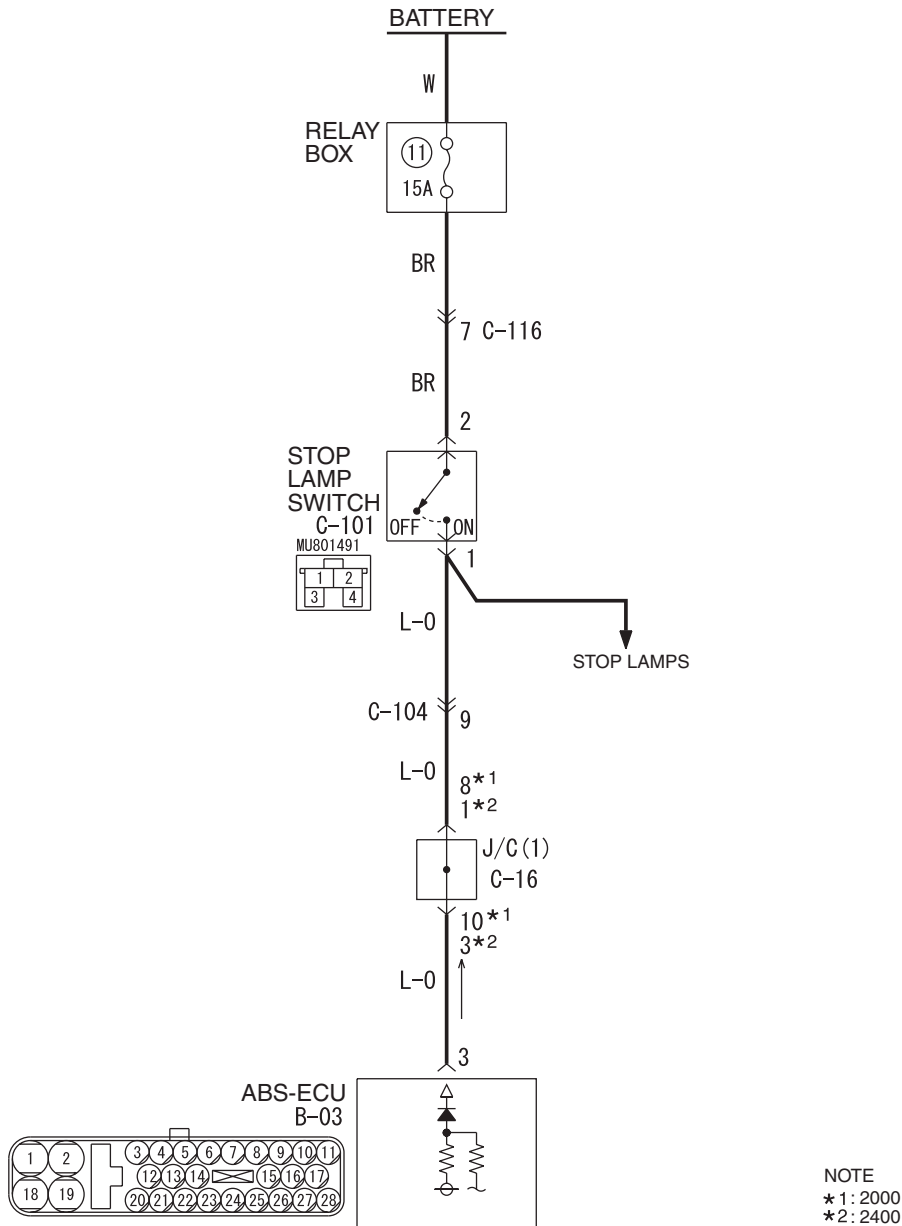 BATTERY
W
RELAY
BOX
11
15A
BR
7 C-116
BR
2
STOP
LAMP
SWITCH
C-101
OFF ON
MU801491
1 2
3 4
1
L-O
STOP LAMPS
C-104 9
L-O
8*1
1*2
J/C(1)
C-16
10*1
3*2
L-O
3
ABS-ECU
B-03
1 2 3 4 5 6 7 8 9 10 11
12 13 14 15 16 17
18 19 20 21 22 23 24 25 26 27 28
NOTE
*1: 2000
*2: 2400